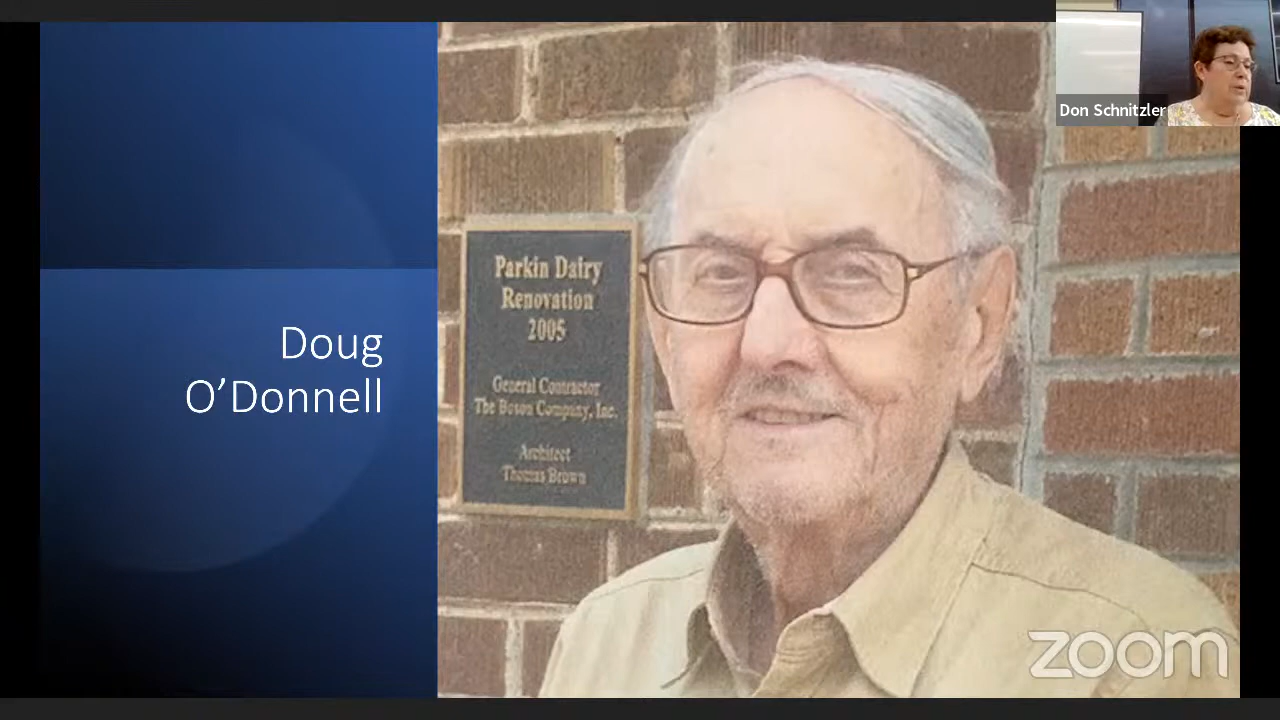 Doug
O’Donnell
Parkin Dairy
Renovation
2005
General Contractor
The Boson Company, Inc.
Architect
Thomas Brown
Don Schnitzler
zoom